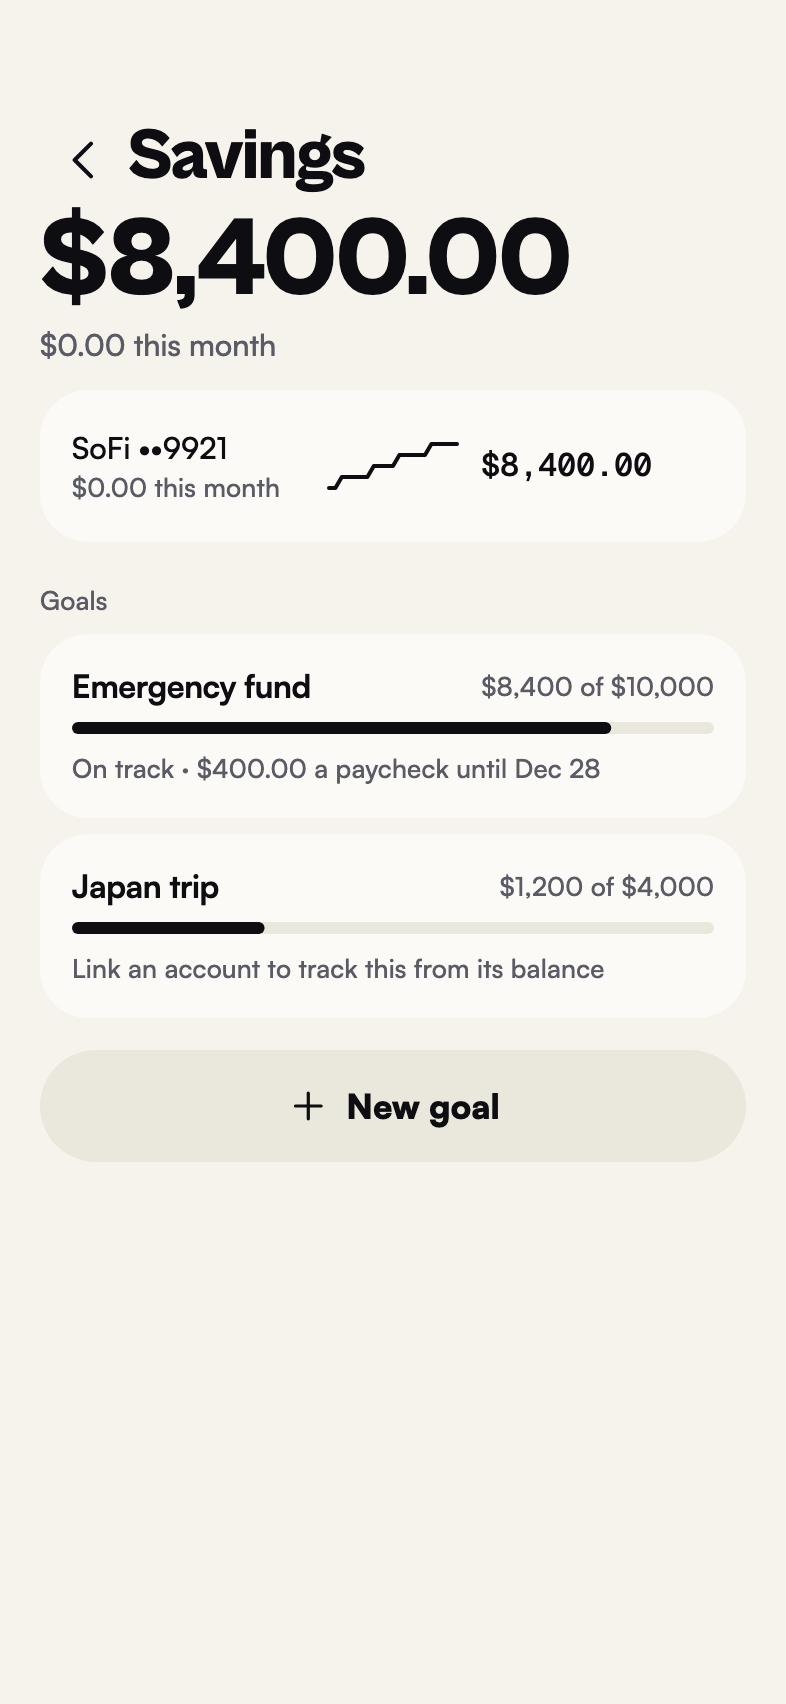 Savings
$8,400.00
$0.00 this month
SoFi ••9921
$0.00 this month
$8,400.00
Goals
Emergency fund
$8,400 of $10,000
On track · $400.00 a paycheck until Dec 28
Japan trip
$1,200 of $4,000
Link an account to track this from its balance
New goal